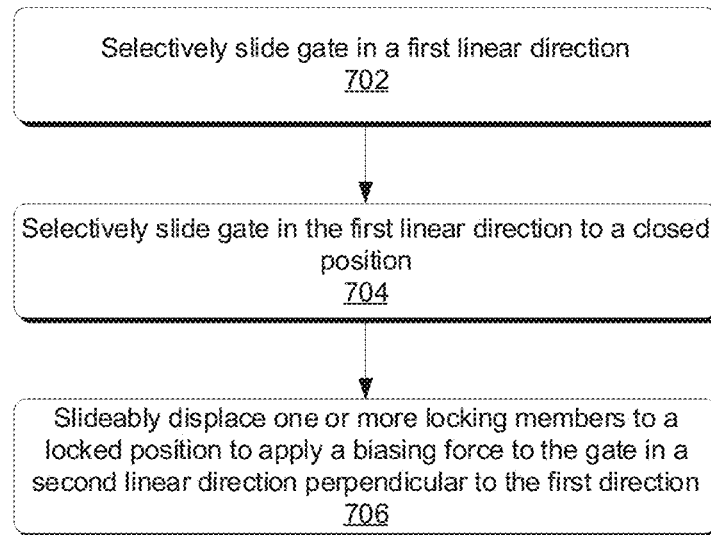 Selectively slide gate in a first linear direction
702
Selectively slide gate in the first linear direction to a closed
position
704
Slideably displace one or more locking members to a
locked position to apply a biasing force to the gate in a
second linear direction perpendicular to the first direction
706